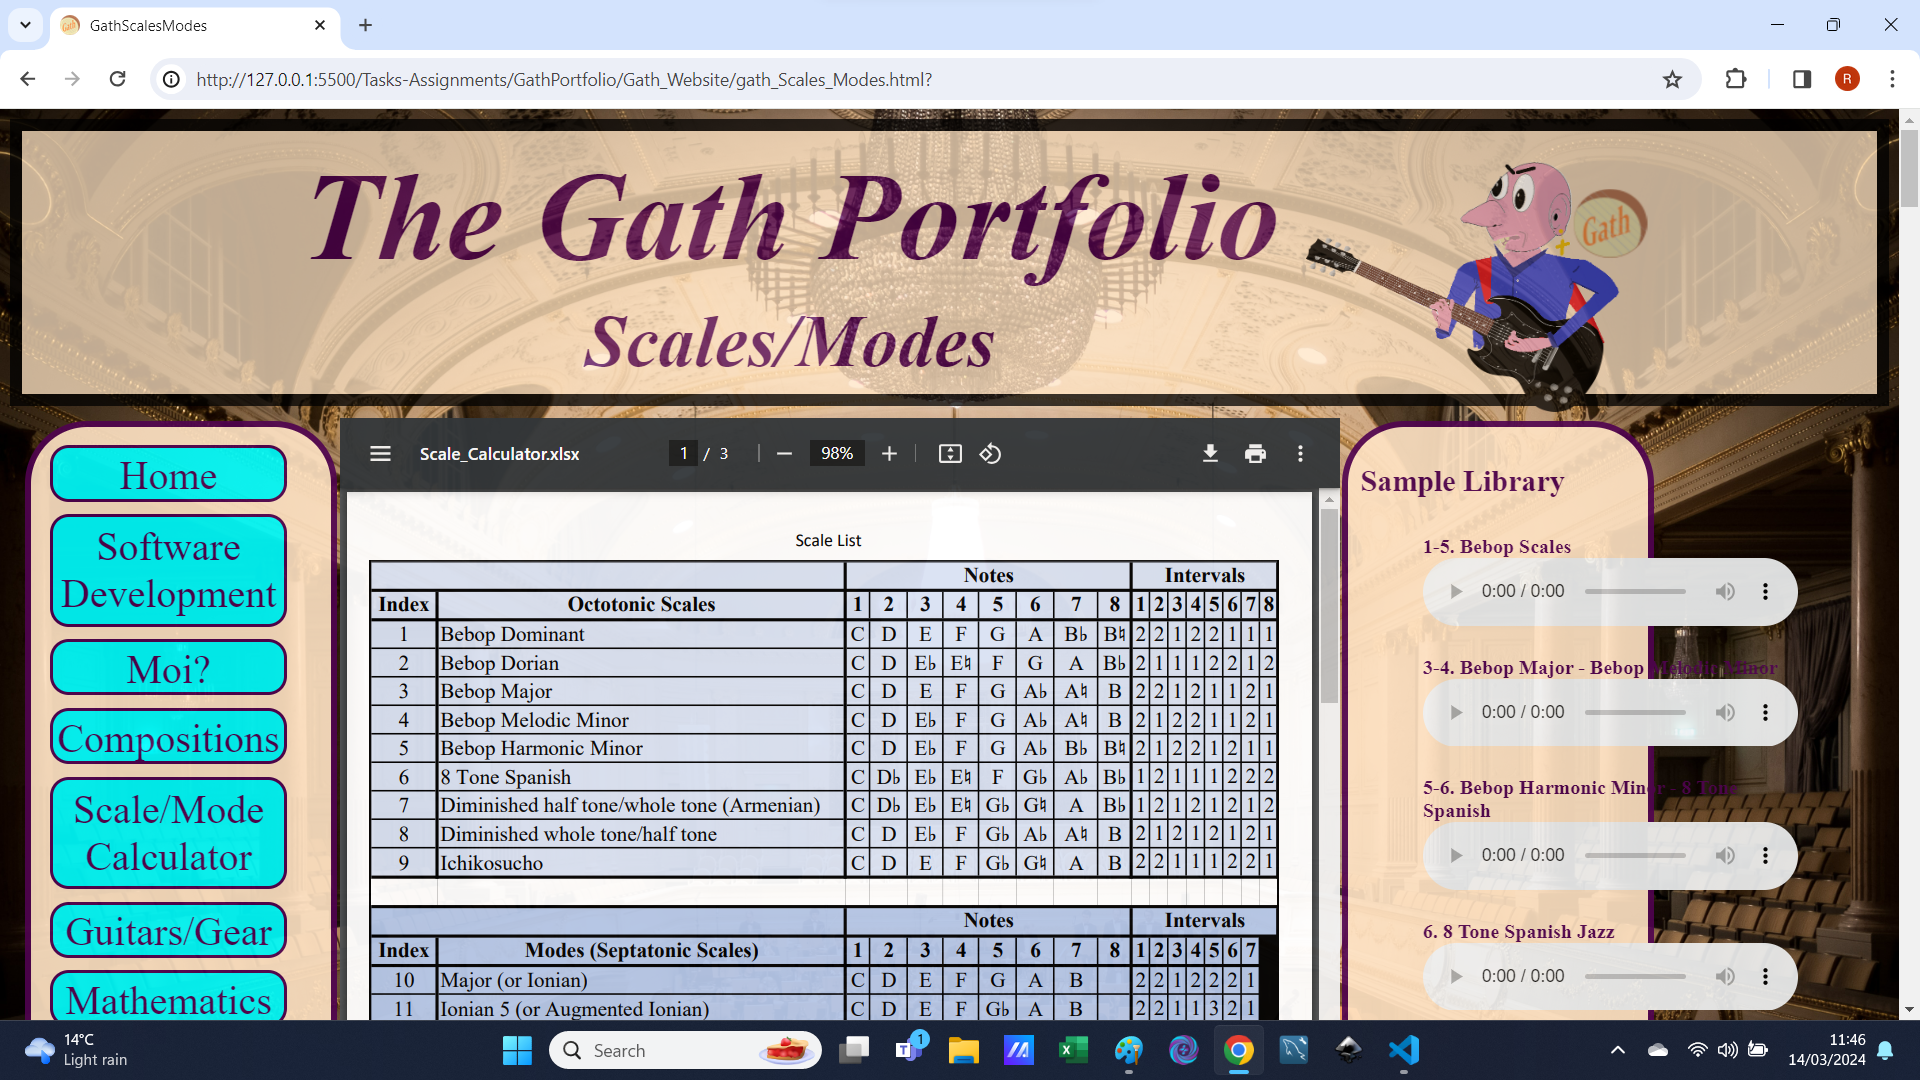 GathScalesModes
http://127.0.0.1:5500/Tasks-Assignments/GathPortfolio/Gath_Website/gath_Scales_Modes.html?
R
The Gath Portfolio
Gath
Scales/Modes
Home
Software
Development
Moi?
Compositions
Scale/Mode
Calculator
Guitars/Gear
Mathematics
Scale_Calculator.xlsx 1 / 3 98%
Scale List
Notes Intervals
Index Octotonic Scales 1 2 3 4 5 6 7 8 1 2 3 4 5 6 7 8
1 Bebop Dominant C D E F G A B♭ B♮ 2 2 1 2 2 1 1 1
2 Bebop Dorian C D E♭ E♮ F G A B♭ 2 1 1 1 2 2 1 2
3 Bebop Major C D E F G A♭ A♮ B 2 2 1 2 1 1 2 1
4 Bebop Melodic Minor C D E♭ F G A♭ A♮ B 2 1 2 2 1 1 2 1
5 Bebop Harmonic Minor C D E♭ F G A♭ B♭ B♮ 2 1 2 2 1 2 1 1
6 8 Tone Spanish C D♭ E♭ E♮ F G♭ A♭ B♭ 1 2 1 1 1 2 2 2
7 Diminished half tone/whole tone (Armenian) C D♭ E♭ E♮ G♭ G♮ A B♭ 1 2 1 2 1 2 1 2
8 Diminished whole tone/half tone C D E♭ F G♭ A♭ A♮ B 2 1 2 1 2 1 2 1
9 Ichikosucho C D E F G♭ G♮ A B 2 2 1 1 1 2 2 1
Notes Intervals
Index Modes (Septatonic Scales) 1 2 3 4 5 6 7 8 1 2 3 4 5 6 7
10 Major (or Ionian) C D E F G A B 2 2 1 2 2 2 1
11 Ionian 5 (or Augmented Ionian) C D E F G♭ A B 2 2 1 1 3 2 1
Sample Library
1-5. Bebop Scales
0:00 / 0:00
3-4. Bebop Major - Bebop Melodic Minor
0:00 / 0:00
5-6. Bebop Harmonic Minor - 8 Tone
Spanish
0:00 / 0:00
6. 8 Tone Spanish Jazz
0:00 / 0:00
14°C
Light rain
Search
1
11:46
14/03/2024